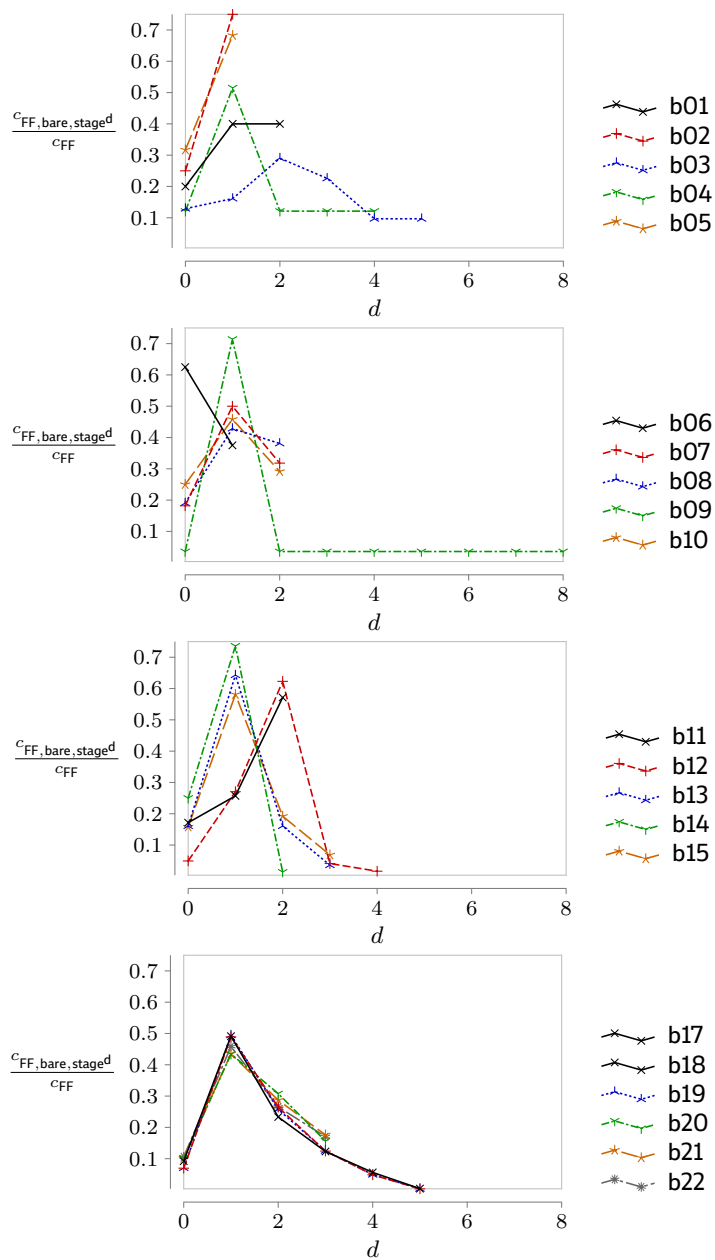 0.7
0.6
0.5
0.4
0.3
0.2
0.1
c_FF,bare,stage^d
c_FF
0 2 4 6 8
d
b01
b02
b03
b04
b05
0.7
0.6
0.5
0.4
0.3
0.2
0.1
c_FF,bare,stage^d
c_FF
0 2 4 6 8
d
b06
b07
b08
b09
b10
0.7
0.6
0.5
0.4
0.3
0.2
0.1
c_FF,bare,stage^d
c_FF
0 2 4 6 8
d
b11
b12
b13
b14
b15
0.7
0.6
0.5
0.4
0.3
0.2
0.1
c_FF,bare,stage^d
c_FF
0 2 4 6 8
d
b17
b18
b19
b20
b21
b22